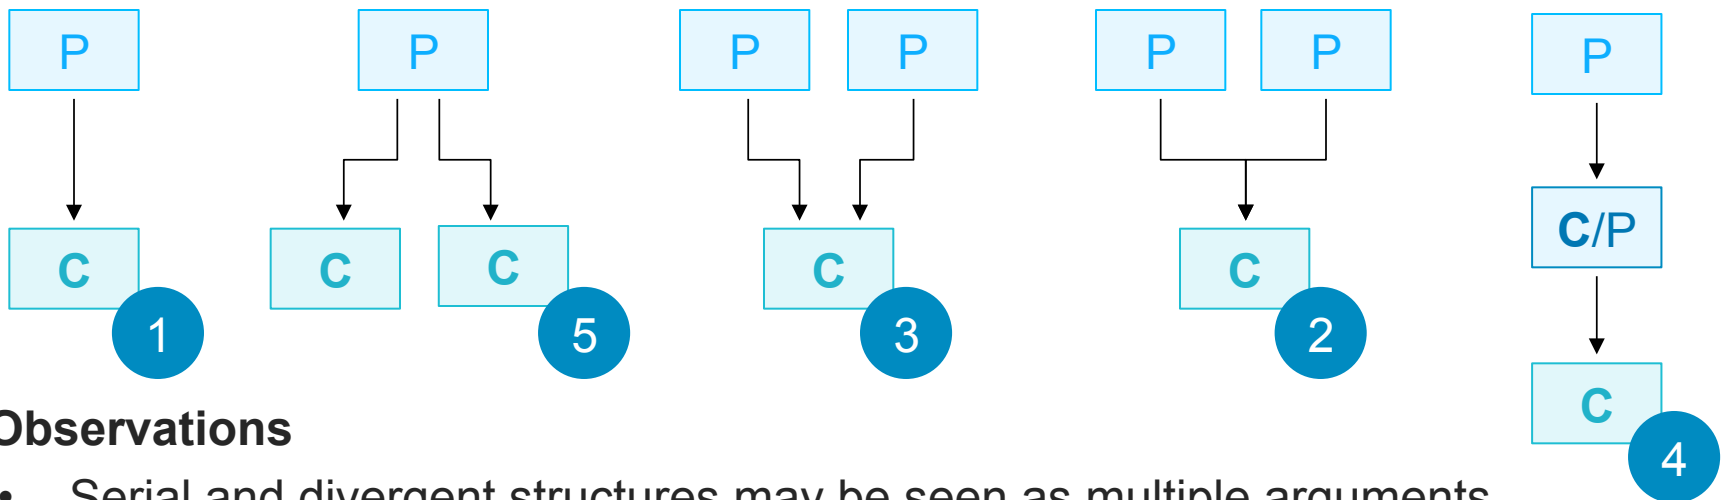 P P P P P P P
C C C C C C/P
1 5 3 2
C
Observations
4
• Serial and divergent structures may be seen as multiple arguments